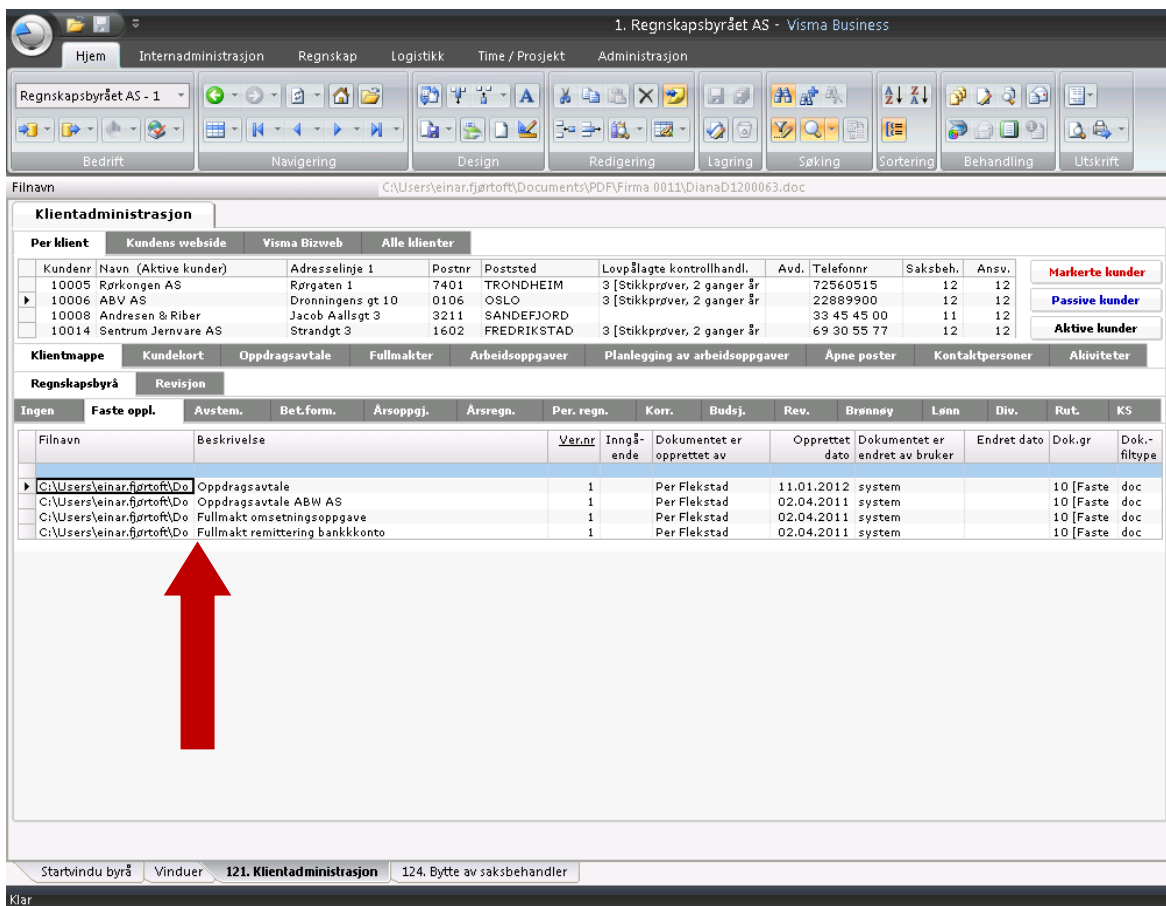 1. Regnskapsbyrået AS - Visma Business
Hjem Internadministrasjon Regnskap Logistikk Time / Prosjekt Administrasjon
Regnskapsbyrået AS - 1
Bedrift Navigering Design Redigering Lagring Søking Sortering Behandling Utskrift
Filnavn C:\Users\einar.fjørtoft\Documents\PDF\Firma 0011\DianaD1200063.doc
Klientadministrasjon
Per klient Kundens webside Visma Bizweb Alle klienter
Kundenr Navn (Aktive kunder) Adresselinje 1 Postnr Poststed Lovpålagte kontrollhandl. Avd. Telefonnr Saksbeh. Ansv.
10005 Rørkongen AS Rørgaten 1 7401 TRONDHEIM 3 [Stikkprøver, 2 ganger år 72560515 12 12
10006 ABV AS Dronningens gt 10 0106 OSLO 3 [Stikkprøver, 2 ganger år 22889900 12 12
10008 Andresen & Riber Jacob Aallsgt 3 3211 SANDEFJORD 33 45 45 00 11 12
10014 Sentrum Jernvare AS Strandgt 3 1602 FREDRIKSTAD 3 [Stikkprøver, 2 ganger år 69 30 55 77 12 12
Markerte kunder
Passive kunder
Aktive kunder
Klientmappe Kundekort Oppdragsavtale Fullmakter Arbeidsoppgaver Planlegging av arbeidsoppgaver Åpne poster Kontaktpersoner Akiviteter
Regnskapsbyrå Revisjon
Ingen Faste oppl. Avstem. Bet.form. Årsoppgj. Årsregn. Per. regn. Korr. Budsj. Rev. Brønnøy Lønn Div. Rut. KS
Filnavn Beskrivelse Ver.nr Inngå- Dokumentet er Opprettet Dokumentet er Endret dato Dok.gr Dok.-
ende opprettet av dato endret av bruker filtype
C:\Users\einar.fjørtoft\Do Oppdragsavtale 1 Per Flekstad 11.01.2012 system 10 [Faste doc
C:\Users\einar.fjørtoft\Do Oppdragsavtale ABW AS 1 Per Flekstad 02.04.2011 system 10 [Faste doc
C:\Users\einar.fjørtoft\Do Fullmakt omsetningsoppgave 1 Per Flekstad 02.04.2011 system 10 [Faste doc
C:\Users\einar.fjørtoft\Do Fullmakt remittering bankkkonto 1 Per Flekstad 02.04.2011 system 10 [Faste doc
Startvindu byrå Vinduer 121. Klientadministrasjon 124. Bytte av saksbehandler
Klar